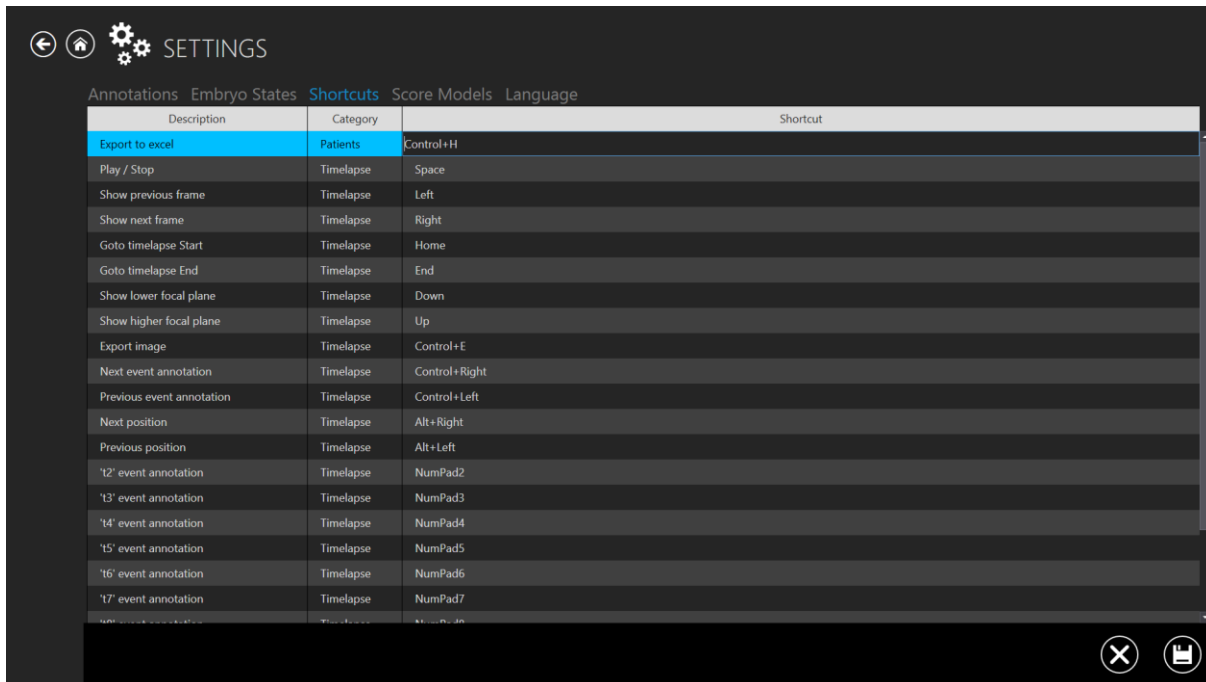 SETTINGS
Annotations Embryo States Shortcuts Score Models Language
Description Category Shortcut
Export to excel Patients Control+H
Play / Stop Timelapse Space
Show previous frame Timelapse Left
Show next frame Timelapse Right
Goto timelapse Start Timelapse Home
Goto timelapse End Timelapse End
Show lower focal plane Timelapse Down
Show higher focal plane Timelapse Up
Export image Timelapse Control+E
Next event annotation Timelapse Control+Right
Previous event annotation Timelapse Control+Left
Next position Timelapse Alt+Right
Previous position Timelapse Alt+Left
't2' event annotation Timelapse NumPad2
't3' event annotation Timelapse NumPad3
't4' event annotation Timelapse NumPad4
't5' event annotation Timelapse NumPad5
't6' event annotation Timelapse NumPad6
't7' event annotation Timelapse NumPad7